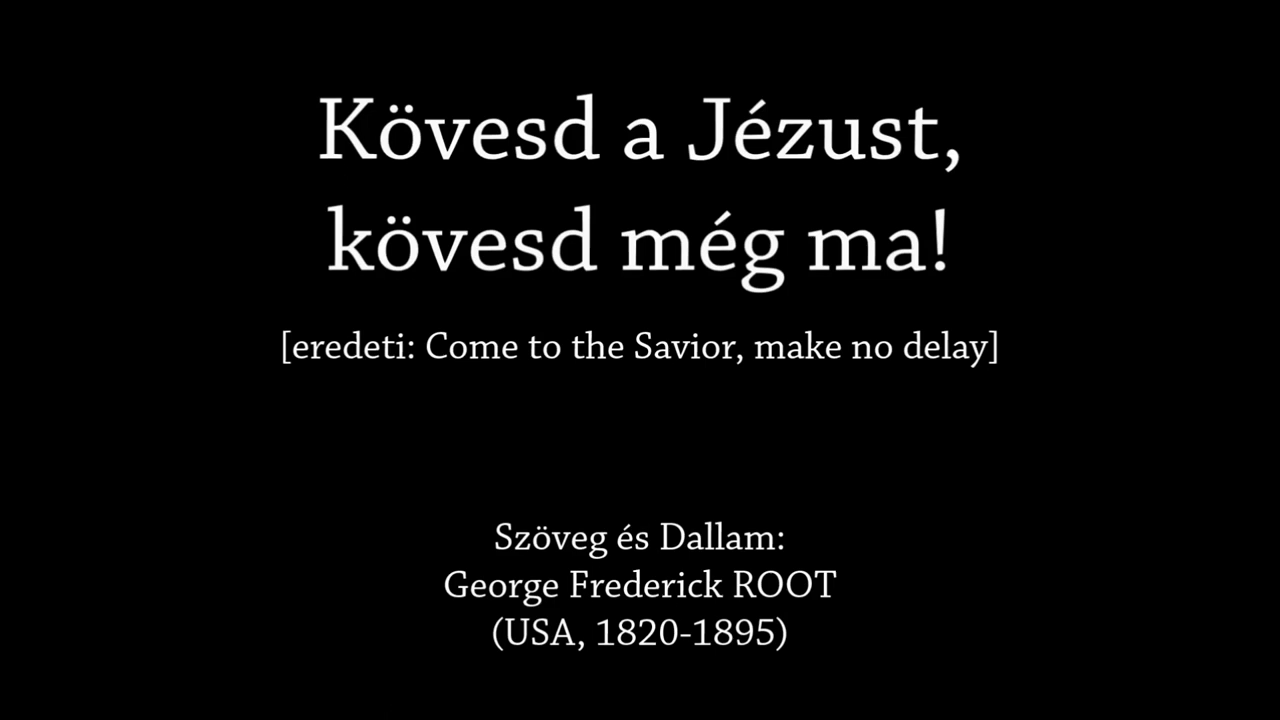 Kövesd a Jézust,
kövesd még ma!
[eredeti: Come to the Savior, make no delay]
Szöveg és Dallam:
George Frederick ROOT
(USA, 1820-1895)